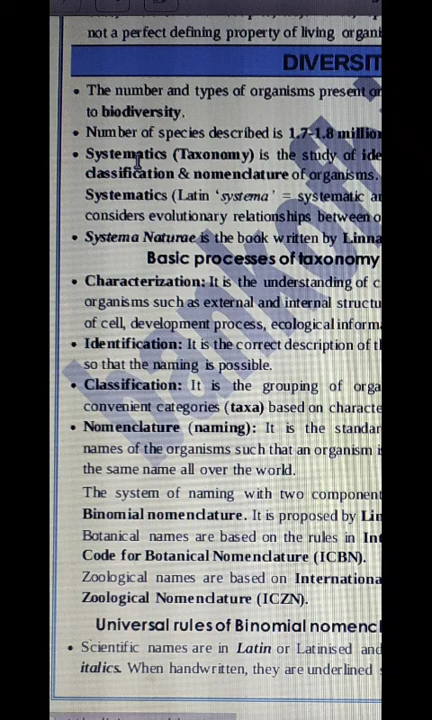 not a perfect defining property of living organi
DIVERSIT
• The number and types of organisms present on
to biodiversity.
• Number of species described is 1.7-1.8 million
• Systematics (Taxonomy) is the study of ide
classification & nomenclature of organisms.
Systematics (Latin ‘systema’ = systematic ar
considers evolutionary relationships between o
• Systema Naturae is the book written by Linna
Basic processes of taxonomy
• Characterization: It is the understanding of c
organisms such as external and internal structu
of cell, development process, ecological informa
• Identification: It is the correct description of t
so that the naming is possible.
• Classification: It is the grouping of orga
convenient categories (taxa) based on characte
• Nomenclature (naming): It is the standar
names of the organisms such that an organism i
the same name all over the world.
The system of naming with two component
Binomial nomenclature. It is proposed by Lin
Botanical names are based on the rules in Int
Code for Botanical Nomenclature (ICBN).
Zoological names are based on Internationa
Zoological Nomenclature (ICZN).
Universal rules of Binomial nomencl
• Scientific names are in Latin or Latinised and
italics. When handwritten, they are underlined s